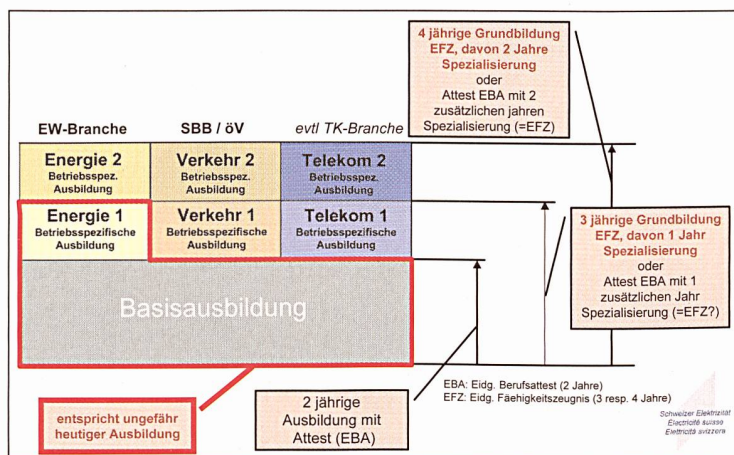 4 jährige Grundbildung
EFZ, davon 2 Jahre
Spezialisierung
oder
Attest EBA mit 2
zusätzlichen jahren
Spezialisierung (=EFZ)
EW-Branche
SBB / öV
evtl TK-Branche
Energie 2
Betriebsspez.
Ausbildung
Verkehr 2
Betriebsspez.
Ausbildung
Telekom 2
Betriebsspez.
Ausbildung
Energie 1
Betriebsspezifische
Ausbildung
Verkehr 1
Betriebsspezifische
Ausbildung
Telekom 1
Betriebsspezifische
Ausbildung
3 jährige Grundbildung
EFZ, davon 1 Jahr
Spezialisierung
oder
Attest EBA mit 1
zusätzlichen Jahr
Spezialisierung (=EFZ?)
Basisausbildung
EBA: Eidg. Berufsattest (2 Jahre)
EFZ: Eidg. Fäehigkeitszeugnis (3 resp. 4 Jahre)
entspricht ungefähr
heutiger Ausbildung
2 jährige
Ausbildung mit
Attest (EBA)
Schweizer Elektrizität
Electricité suisse
Elettricità svizzera